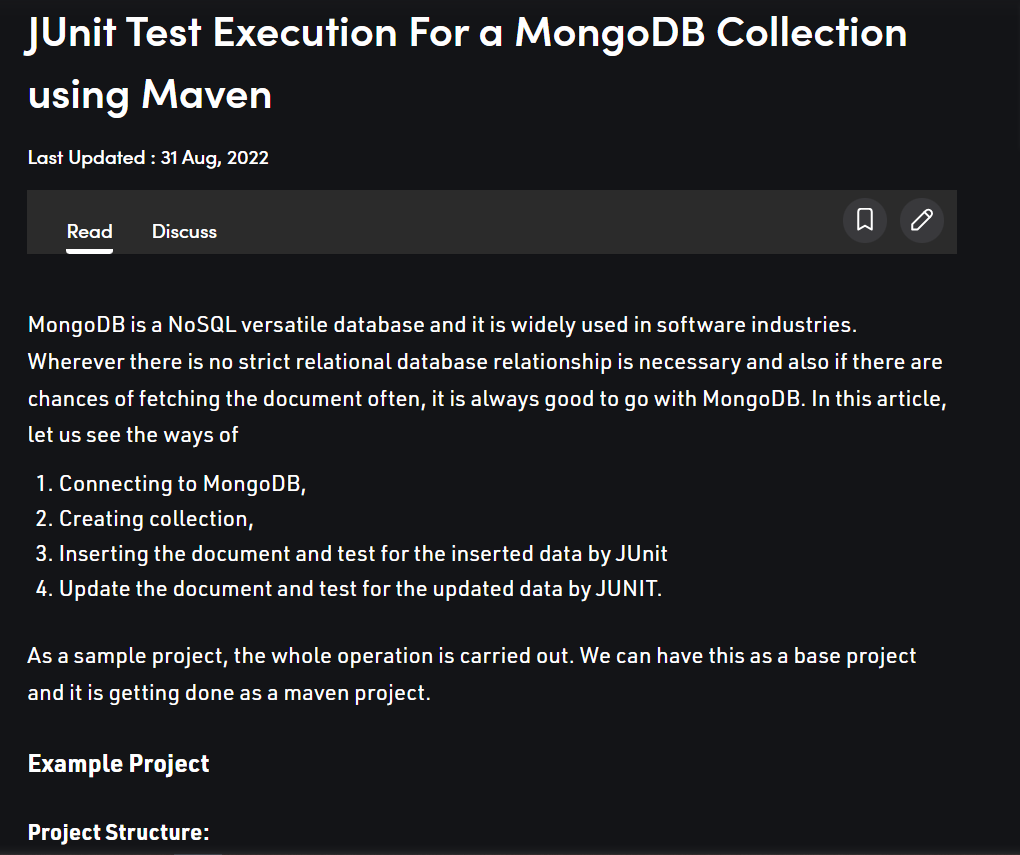 JUnit Test Execution For a MongoDB Collection
using Maven
Last Updated : 31 Aug, 2022
Read Discuss
MongoDB is a NoSQL versatile database and it is widely used in software industries.
Wherever there is no strict relational database relationship is necessary and also if there are
chances of fetching the document often, it is always good to go with MongoDB. In this article,
let us see the ways of
1. Connecting to MongoDB,
2. Creating collection,
3. Inserting the document and test for the inserted data by JUnit
4. Update the document and test for the updated data by JUNIT.
As a sample project, the whole operation is carried out. We can have this as a base project
and it is getting done as a maven project.
Example Project
Project Structure: